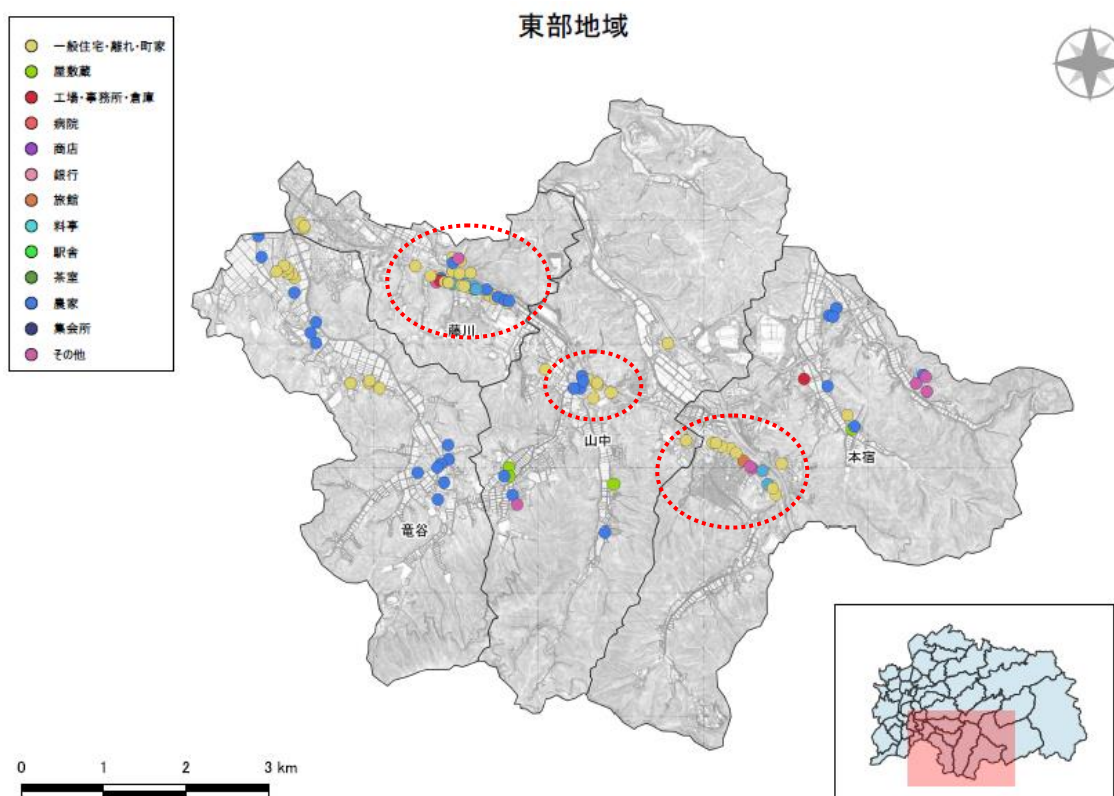 東部地域
一般住宅・離れ・町家
屋敷蔵
工場・事務所・倉庫
病院
商店
銀行
旅館
料亭
駅舎
茶室
農家
集会所
その他
藤川
山中
本宿
竜谷
0 1 2 3 km